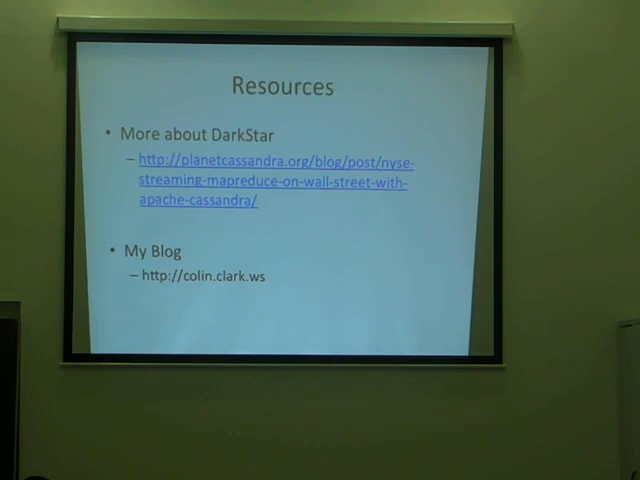 Resources
• More about DarkStar
– http://planetcassandra.org/blog/post/nyse-
streaming-mapreduce-on-wall-street-with-
apache-cassandra/
• My Blog
– http://colin.clark.ws